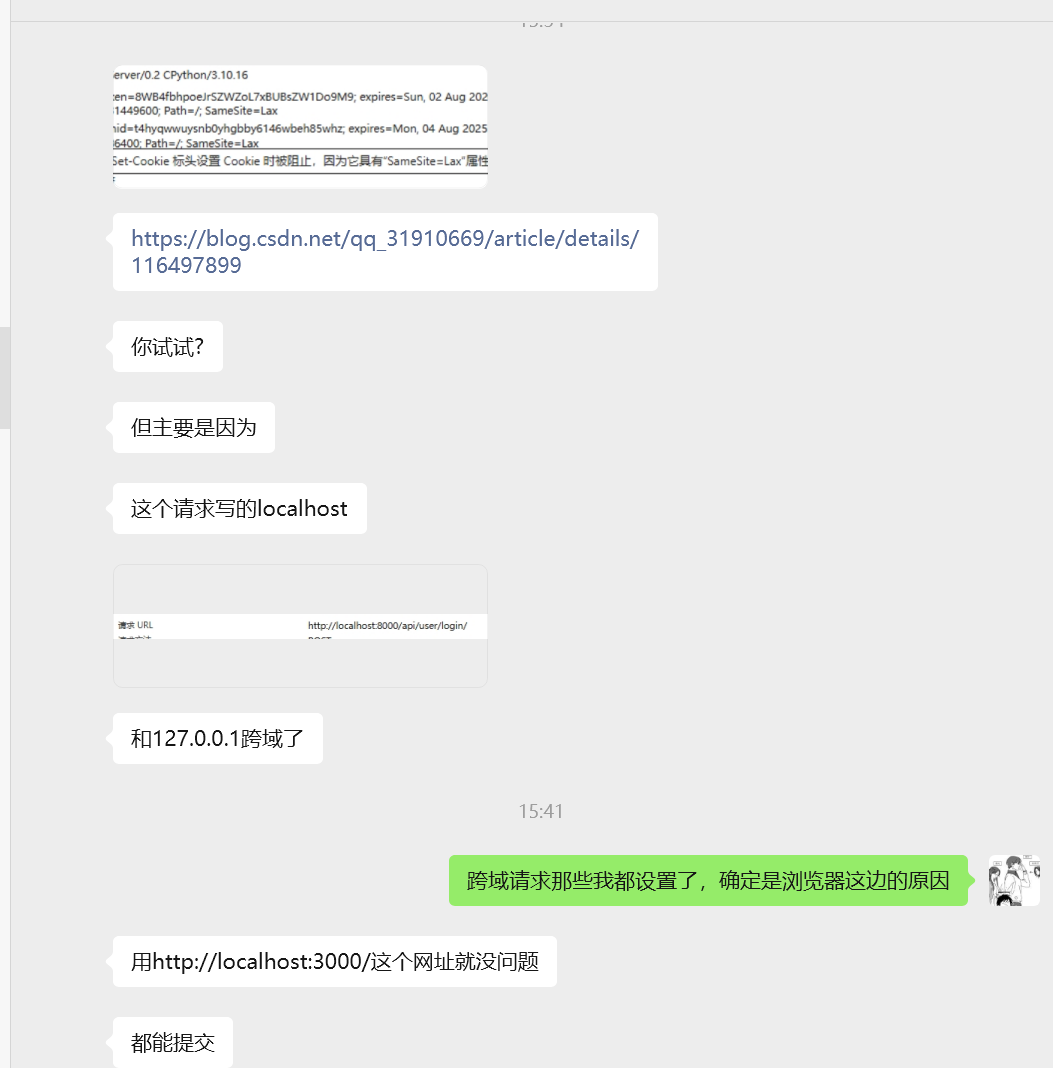 erver/0.2 CPython/3.10.16
en=8WB4fbhpoeJrSZWZoL7xBUBsZW1Do9M9; expires=Sun, 02 Aug 202
31449600; Path=/; SameSite=Lax
nid=t4hyqwwuysnb0yhgbby6146wbeh85whz; expires=Mon, 04 Aug 2025
86400; Path=/; SameSite=Lax
Set-Cookie 标头设置 Cookie 时被阻止，因为它具有“SameSite=Lax”属性
https://blog.csdn.net/qq_31910669/article/details/
116497899
你试试?
但主要是因为
这个请求写的localhost
请求 URL http://localhost:8000/api/user/login/
请求方法 POST
和127.0.0.1跨域了
15:41
跨域请求那些我都设置了，确定是浏览器这边的原因
用http://localhost:3000/这个网址就没问题
都能提交